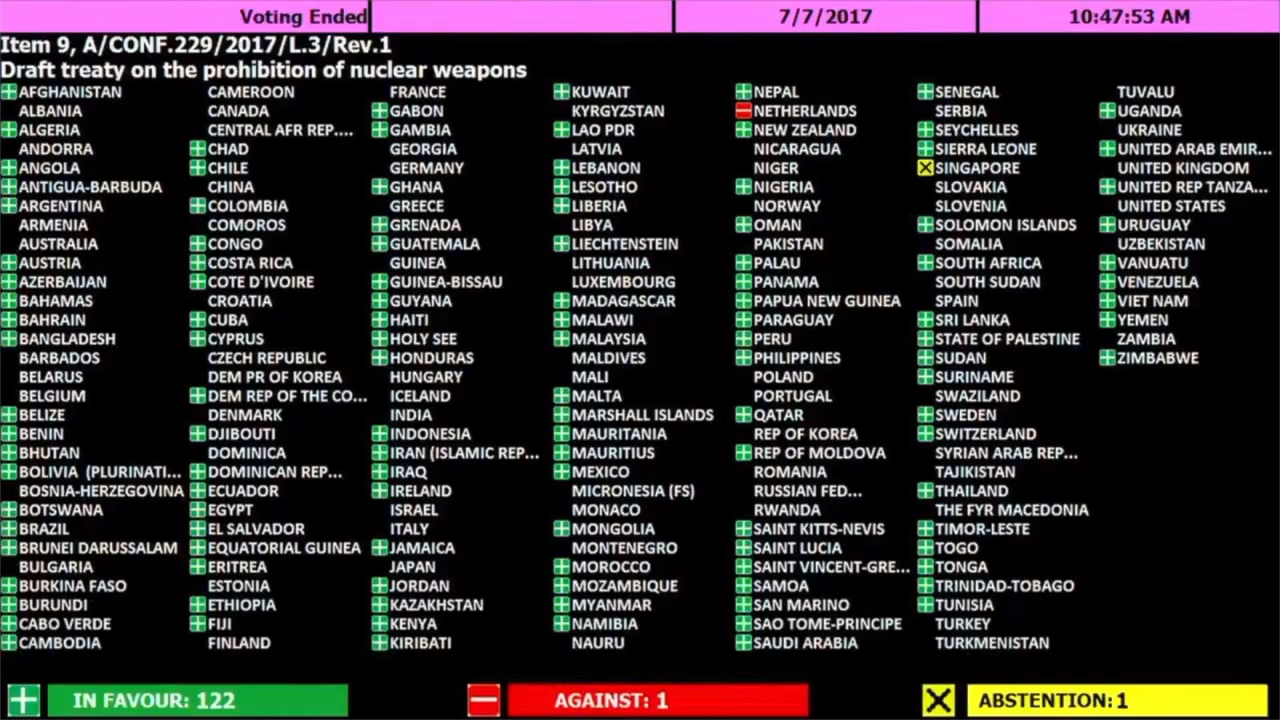 Voting Ended 7/7/2017 10:47:53 AM
Item 9, A/CONF.229/2017/L.3/Rev.1
Draft treaty on the prohibition of nuclear weapons
AFGHANISTAN
ALBANIA
ALGERIA
ANDORRA
ANGOLA
ANTIGUA-BARBUDA
ARGENTINA
ARMENIA
AUSTRALIA
AUSTRIA
AZERBAIJAN
BAHAMAS
BAHRAIN
BANGLADESH
BARBADOS
BELARUS
BELGIUM
BELIZE
BENIN
BHUTAN
BOLIVIA (PLURINATI...
BOSNIA-HERZEGOVINA
BOTSWANA
BRAZIL
BRUNEI DARUSSALAM
BULGARIA
BURKINA FASO
BURUNDI
CABO VERDE
CAMBODIA
CAMEROON
CANADA
CENTRAL AFR REP....
CHAD
CHILE
CHINA
COLOMBIA
COMOROS
CONGO
COSTA RICA
COTE D'IVOIRE
CROATIA
CUBA
CYPRUS
CZECH REPUBLIC
DEM PR OF KOREA
DEM REP OF THE CO...
DENMARK
DJIBOUTI
DOMINICA
DOMINICAN REP...
ECUADOR
EGYPT
EL SALVADOR
EQUATORIAL GUINEA
ERITREA
ESTONIA
ETHIOPIA
FIJI
FINLAND
FRANCE
GABON
GAMBIA
GEORGIA
GERMANY
GHANA
GREECE
GRENADA
GUATEMALA
GUINEA
GUINEA-BISSAU
GUYANA
HAITI
HOLY SEE
HONDURAS
HUNGARY
ICELAND
INDIA
INDONESIA
IRAN (ISLAMIC REP...
IRAQ
IRELAND
ISRAEL
ITALY
JAMAICA
JAPAN
JORDAN
KAZAKHSTAN
KENYA
KIRIBATI
KUWAIT
KYRGYZSTAN
LAO PDR
LATVIA
LEBANON
LESOTHO
LIBERIA
LIBYA
LIECHTENSTEIN
LITHUANIA
LUXEMBOURG
MADAGASCAR
MALAWI
MALAYSIA
MALDIVES
MALI
MALTA
MARSHALL ISLANDS
MAURITANIA
MAURITIUS
MEXICO
MICRONESIA (FS)
MONACO
MONGOLIA
MONTENEGRO
MOROCCO
MOZAMBIQUE
MYANMAR
NAMIBIA
NAURU
NEPAL
NETHERLANDS
NEW ZEALAND
NICARAGUA
NIGER
NIGERIA
NORWAY
OMAN
PAKISTAN
PALAU
PANAMA
PAPUA NEW GUINEA
PARAGUAY
PERU
PHILIPPINES
POLAND
PORTUGAL
QATAR
REP OF KOREA
REP OF MOLDOVA
ROMANIA
RUSSIAN FED...
RWANDA
SAINT KITTS-NEVIS
SAINT LUCIA
SAINT VINCENT-GRE...
SAMOA
SAN MARINO
SAO TOME-PRINCIPE
SAUDI ARABIA
SENEGAL
SERBIA
SEYCHELLES
SIERRA LEONE
SINGAPORE
SLOVAKIA
SLOVENIA
SOLOMON ISLANDS
SOMALIA
SOUTH AFRICA
SOUTH SUDAN
SPAIN
SRI LANKA
STATE OF PALESTINE
SUDAN
SURINAME
SWAZILAND
SWEDEN
SWITZERLAND
SYRIAN ARAB REP...
TAJIKISTAN
THAILAND
THE FYR MACEDONIA
TIMOR-LESTE
TOGO
TONGA
TRINIDAD-TOBAGO
TUNISIA
TURKEY
TURKMENISTAN
TUVALU
UGANDA
UKRAINE
UNITED ARAB EMIR...
UNITED KINGDOM
UNITED REP TANZA...
UNITED STATES
URUGUAY
UZBEKISTAN
VANUATU
VENEZUELA
VIET NAM
YEMEN
ZAMBIA
ZIMBABWE
IN FAVOUR: 122 AGAINST: 1 ABSTENTION: 1